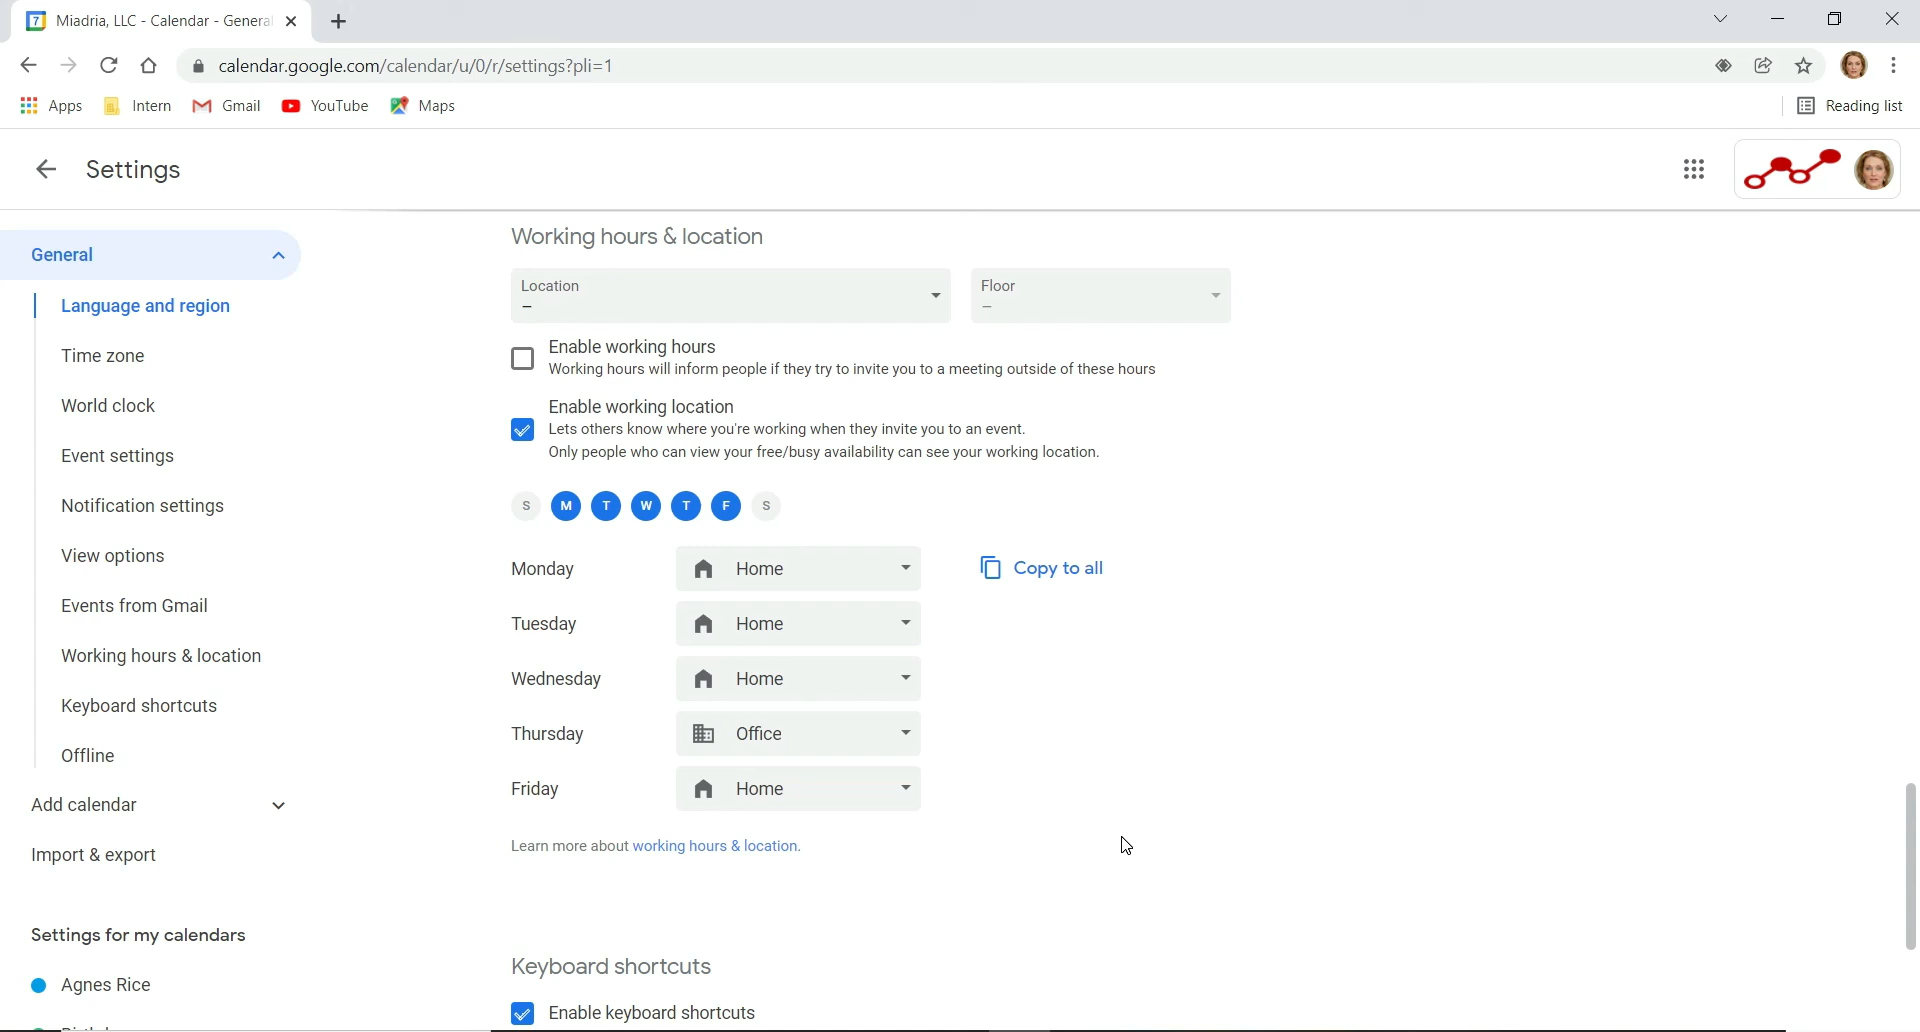 7 Miadria, LLC - Calendar - General
calendar.google.com/calendar/u/0/r/settings?pli=1
Apps Intern Gmail YouTube Maps Reading list
Settings
General
Language and region
Time zone
World clock
Event settings
Notification settings
View options
Events from Gmail
Working hours & location
Keyboard shortcuts
Offline
Add calendar
Import & export
Settings for my calendars
Agnes Rice
Working hours & location
Location
–
Floor
–
Enable working hours
Working hours will inform people if they try to invite you to a meeting outside of these hours
Enable working location
Lets others know where you're working when they invite you to an event.
Only people who can view your free/busy availability can see your working location.
S M T W T F S
Monday Home Copy to all
Tuesday Home
Wednesday Home
Thursday Office
Friday Home
Learn more about working hours & location.
Keyboard shortcuts
Enable keyboard shortcuts